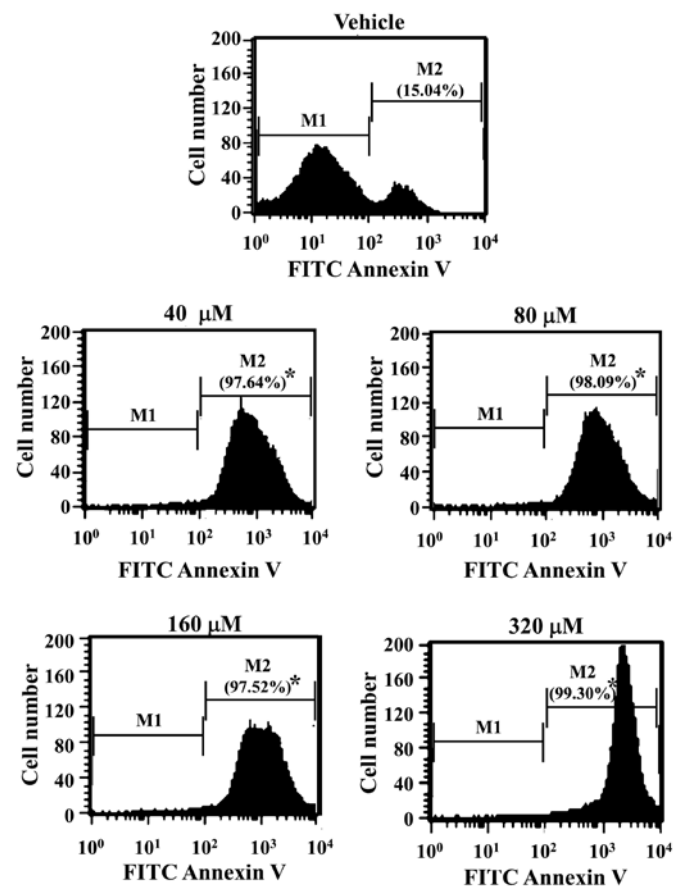 Vehicle
200
160
120
80
40
0
Cell number
M1
M2
(15.04%)
10⁰ 10¹ 10² 10³ 10⁴
FITC Annexin V
40 μM
200
160
120
80
40
0
Cell number
M1
M2
(97.64%)*
10⁰ 10¹ 10² 10³ 10⁴
FITC Annexin V
80 μM
200
160
120
80
40
0
Cell number
M1
M2
(98.09%)*
10⁰ 10¹ 10² 10³ 10⁴
FITC Annexin V
160 μM
200
160
120
80
40
0
Cell number
M1
M2
(97.52%)*
10⁰ 10¹ 10² 10³ 10⁴
FITC Annexin V
320 μM
200
160
120
80
40
0
Cell number
M1
M2
(99.30%)*
10⁰ 10¹ 10² 10³ 10⁴
FITC Annexin V